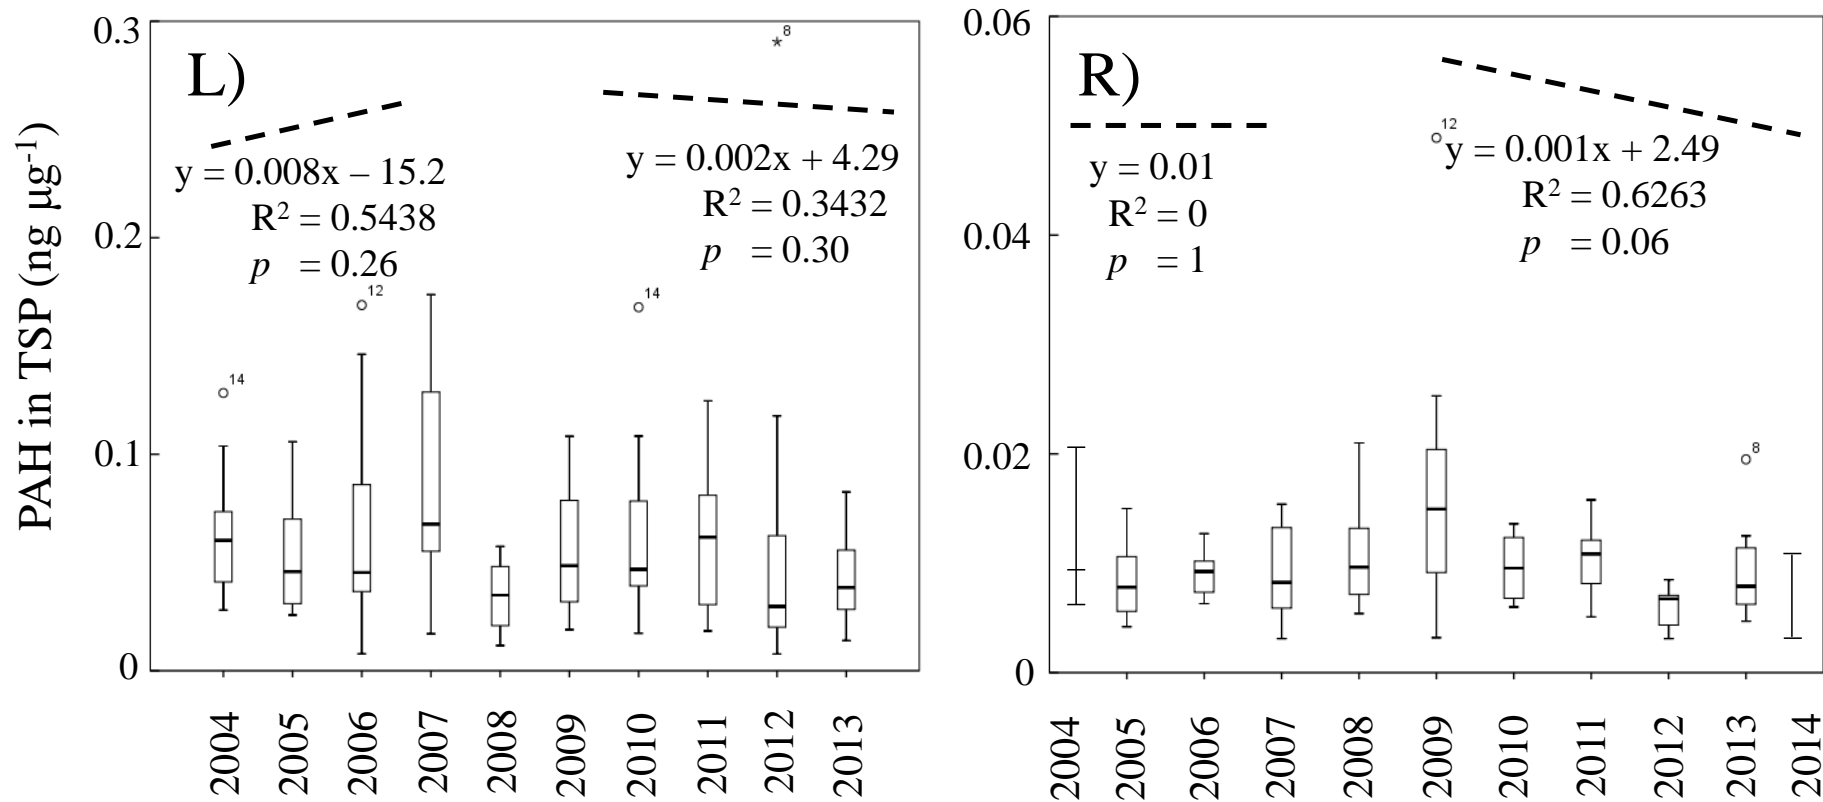 PAH in TSP (ng µg-1)
L)
0.3
0.2
0.1
0
y = 0.008x – 15.2
R2 = 0.5438
p = 0.26
y = 0.002x + 4.29
R2 = 0.3432
p = 0.30
14
12
14
*8
2004
2005
2006
2007
2008
2009
2010
2011
2012
2013
R)
0.06
0.04
0.02
0
y = 0.01
R2 = 0
p = 1
12
y = 0.001x + 2.49
R2 = 0.6263
p = 0.06
8
2004
2005
2006
2007
2008
2009
2010
2011
2012
2013
2014